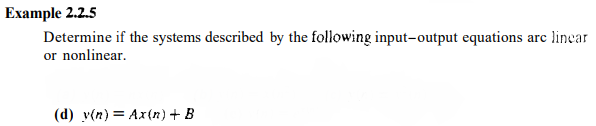 Example 2.2.5
Determine if the systems described by the following input-output equations are linear
or nonlinear.
(d) y(n) = Ax(n) + B